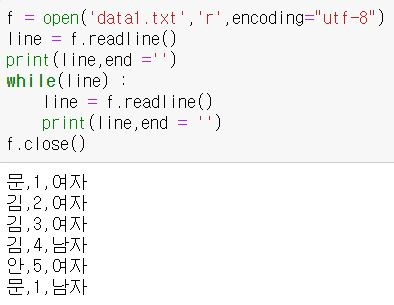 f = open('data1.txt','r',encoding="utf-8")
line = f.readline()
print(line,end ='')
while(line) :
    line = f.readline()
    print(line,end = '')
f.close()
문,1,여자
김,2,여자
김,3,여자
김,4,남자
안,5,여자
문,1,남자